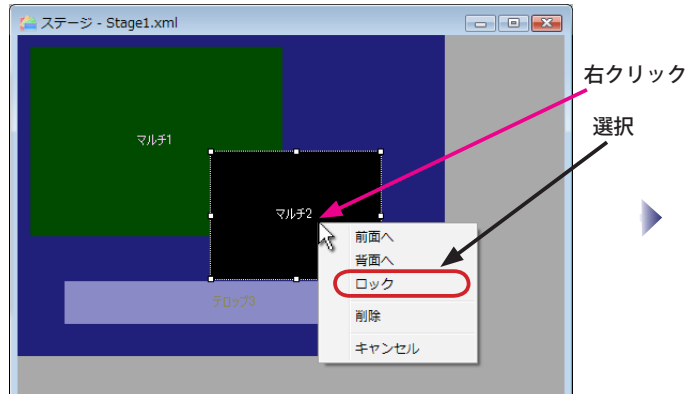 ステージ - Stage1.xml
右クリック
選択
マルチ1
マルチ2
前面へ
背面へ
ロック
テロップ3
削除
キャンセル